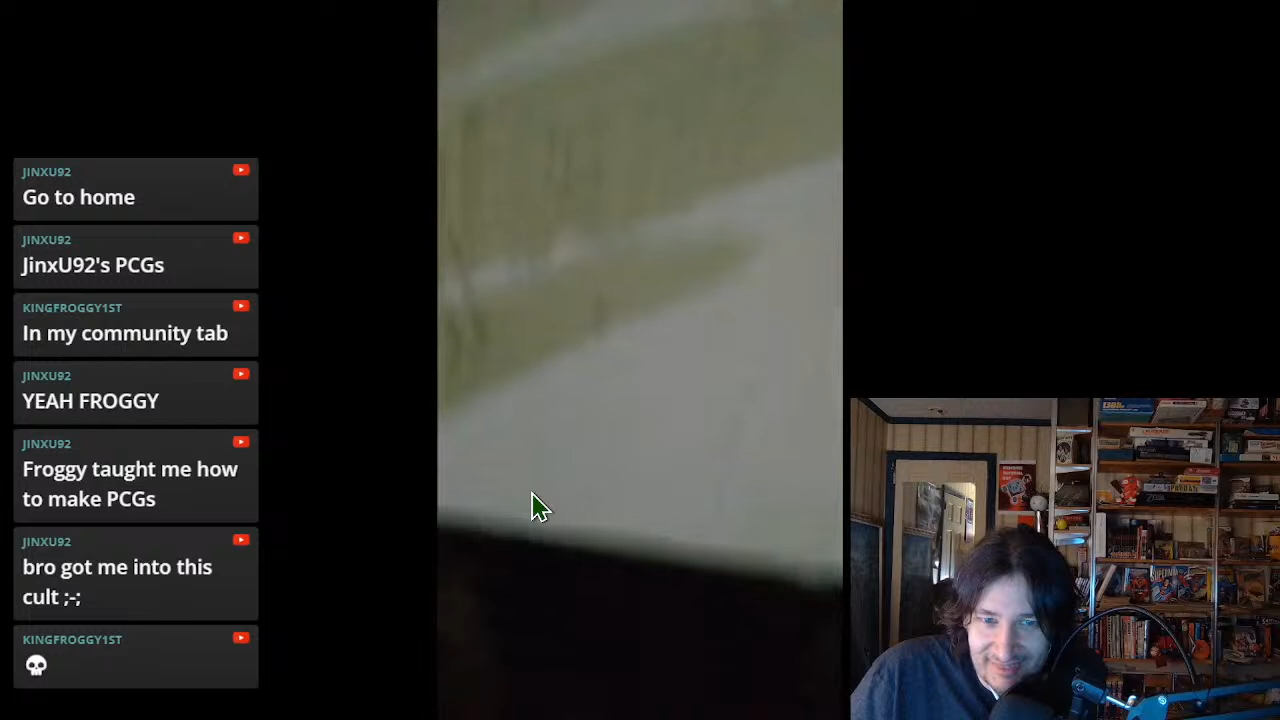 JINXU92
Go to home
JINXU92
JinxU92's PCGs
KINGFROGGY1ST
In my community tab
JINXU92
YEAH FROGGY
JINXU92
Froggy taught me how
to make PCGs
JINXU92
bro got me into this
cult ;-;
KINGFROGGY1ST
💀